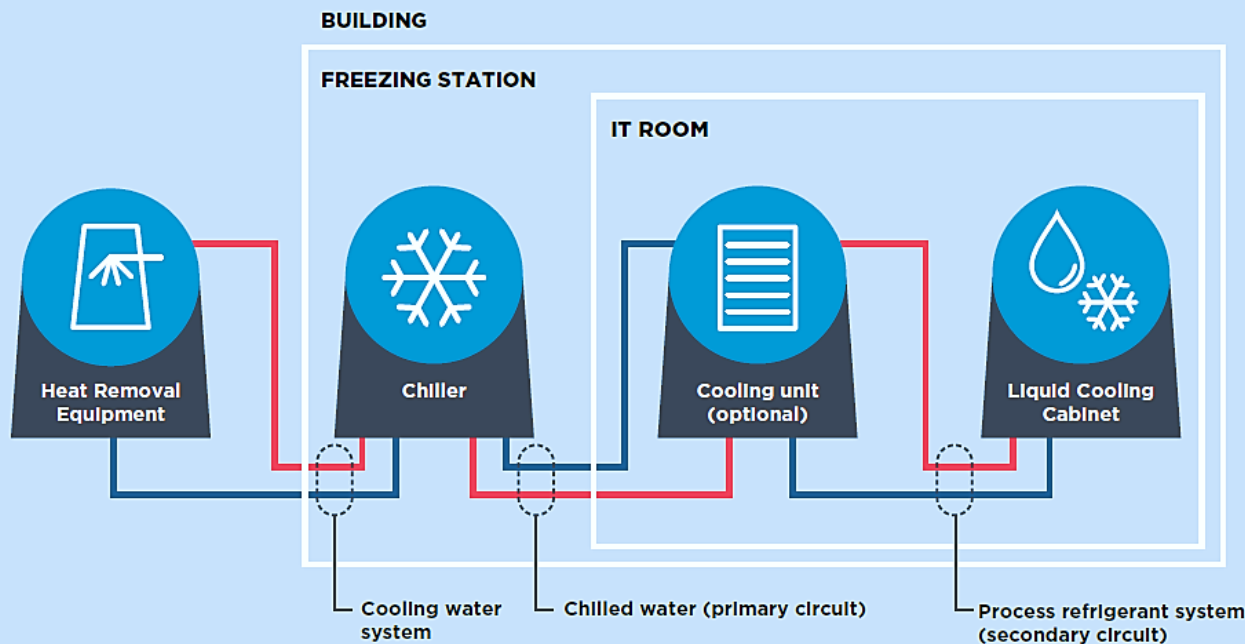 BUILDING
FREEZING STATION
IT ROOM
Heat Removal
Equipment
Chiller
Cooling unit
(optional)
Liquid Cooling
Cabinet
Cooling water
system
Chilled water (primary circuit)
Process refrigerant system
(secondary circuit)